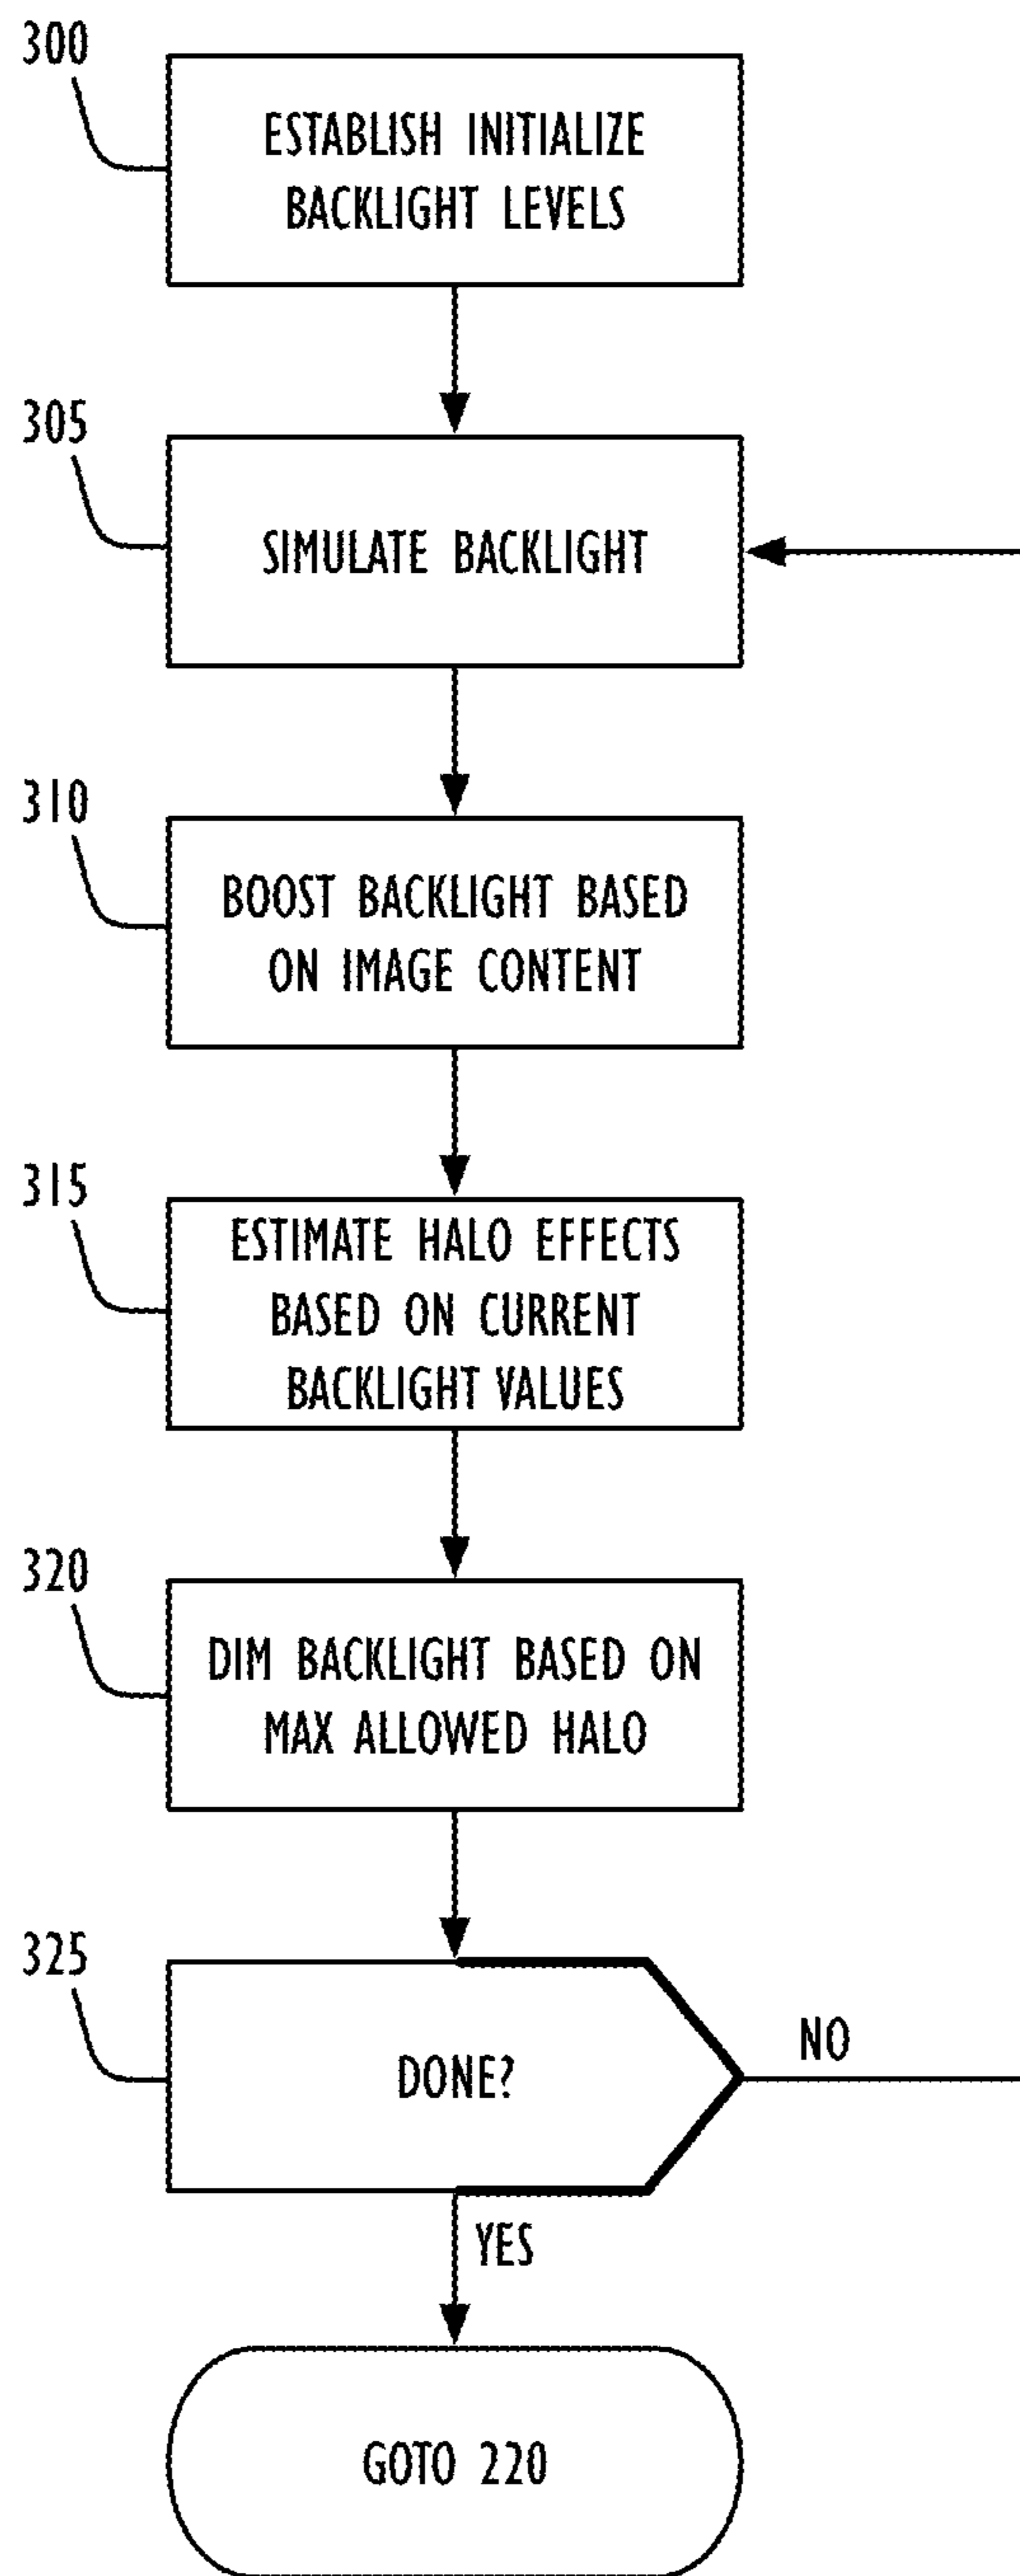 300
ESTABLISH INITIALIZE
BACKLIGHT LEVELS
305
SIMULATE BACKLIGHT
310
BOOST BACKLIGHT BASED
ON IMAGE CONTENT
315
ESTIMATE HALO EFFECTS
BASED ON CURRENT
BACKLIGHT VALUES
320
DIM BACKLIGHT BASED ON
MAX ALLOWED HALO
325
DONE?
NO
YES
GOTO 220